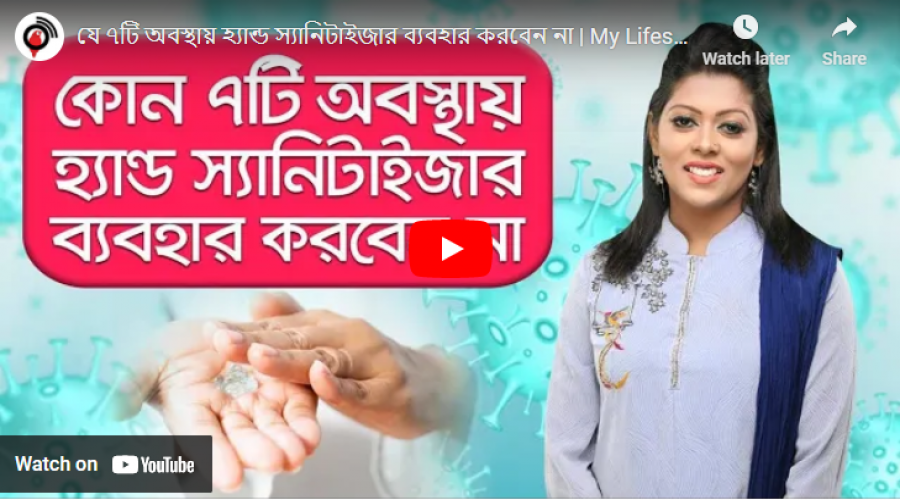 যে ৭টি অবস্থায় হ্যান্ড স্যানিটাইজার ব্যবহার করবেন না | My Lifes...
Watch later
Share
কোন ৭টি অবস্থায়
হ্যান্ড স্যানিটাইজার
ব্যবহার করবে না
Watch on YouTube